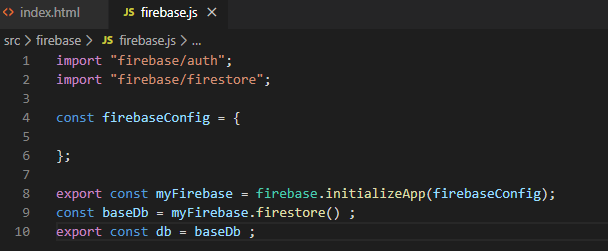 index.html JS firebase.js ×
src > firebase > JS firebase.js > ...
1 import "firebase/auth";
2 import "firebase/firestore";
3
4 const firebaseConfig = {
5
6 };
7
8 export const myFirebase = firebase.initializeApp(firebaseConfig);
9 const baseDb = myFirebase.firestore() ;
10 export const db = baseDb ;